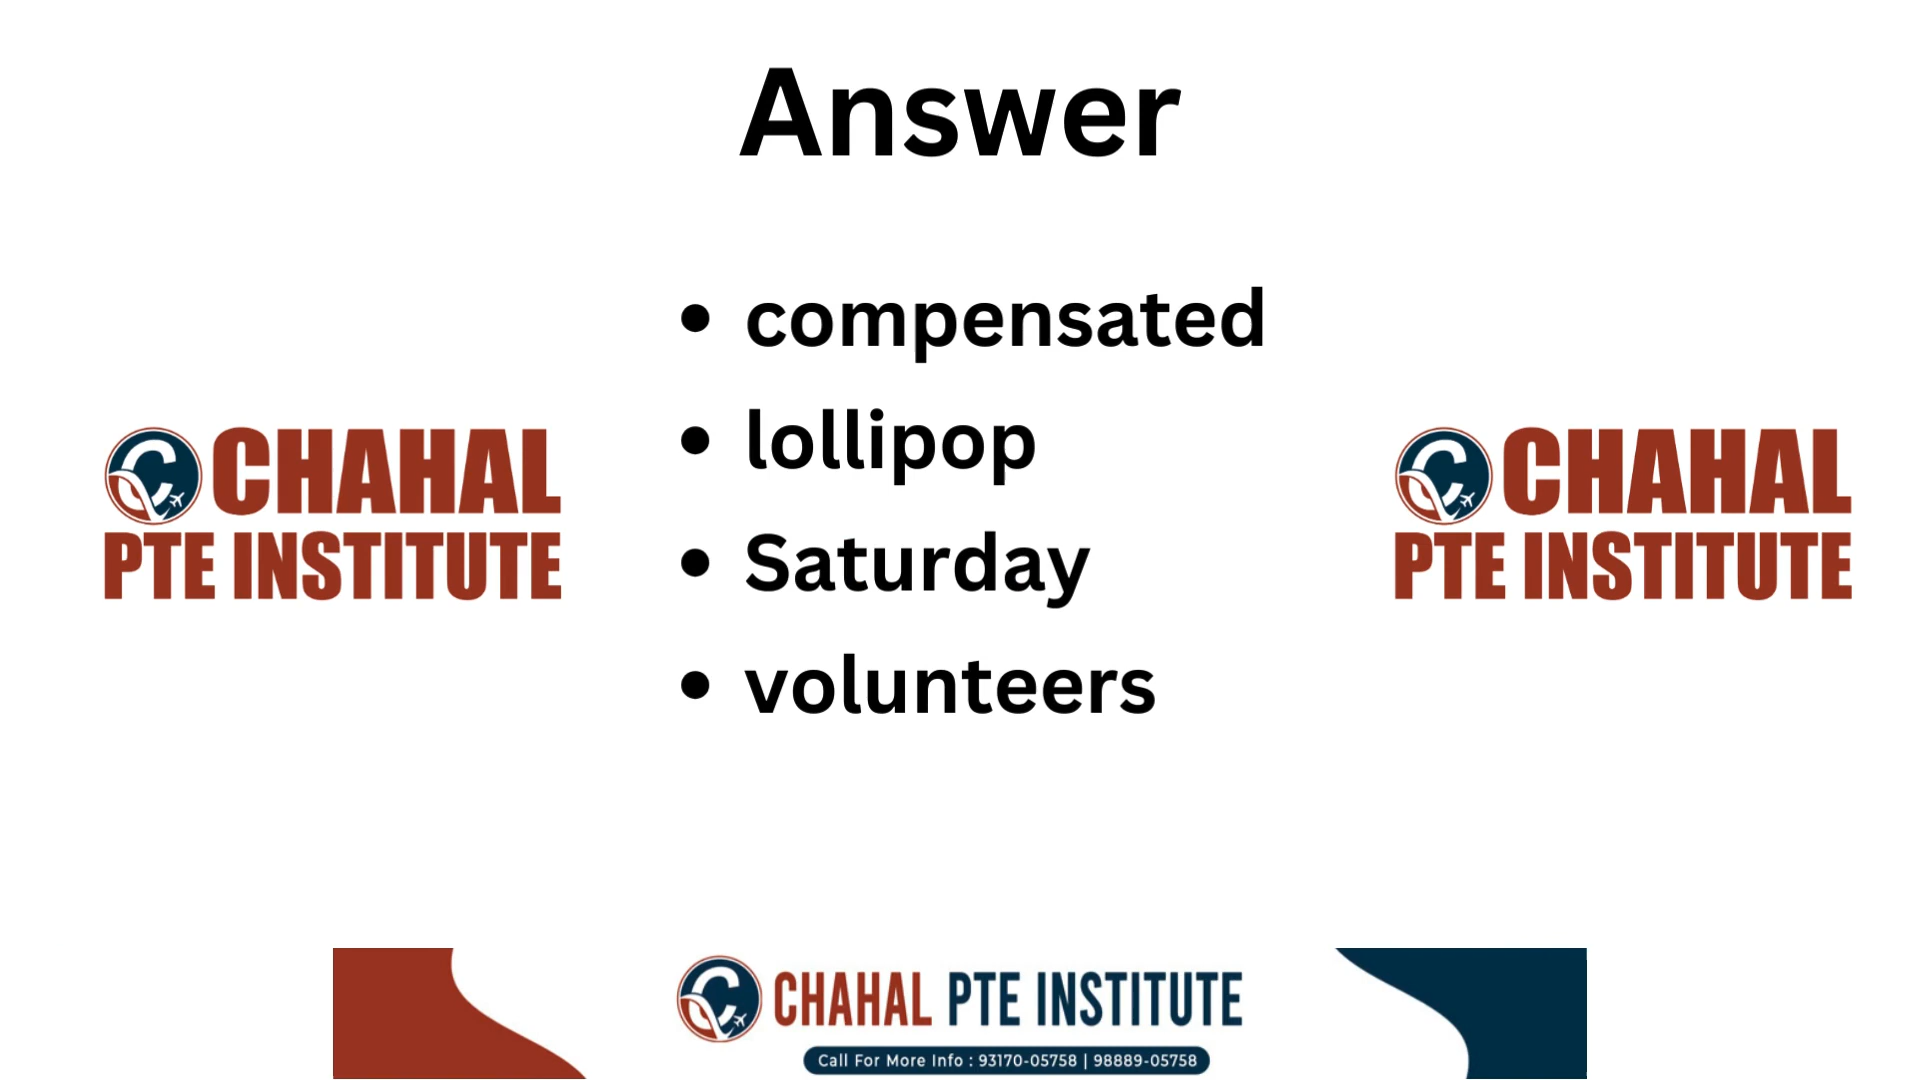 Answer
• compensated
• lollipop
• Saturday
• volunteers
CHAHAL
PTE INSTITUTE
CHAHAL
PTE INSTITUTE
CHAHAL PTE INSTITUTE
Call For More Info : 93170-05758 | 98889-05758